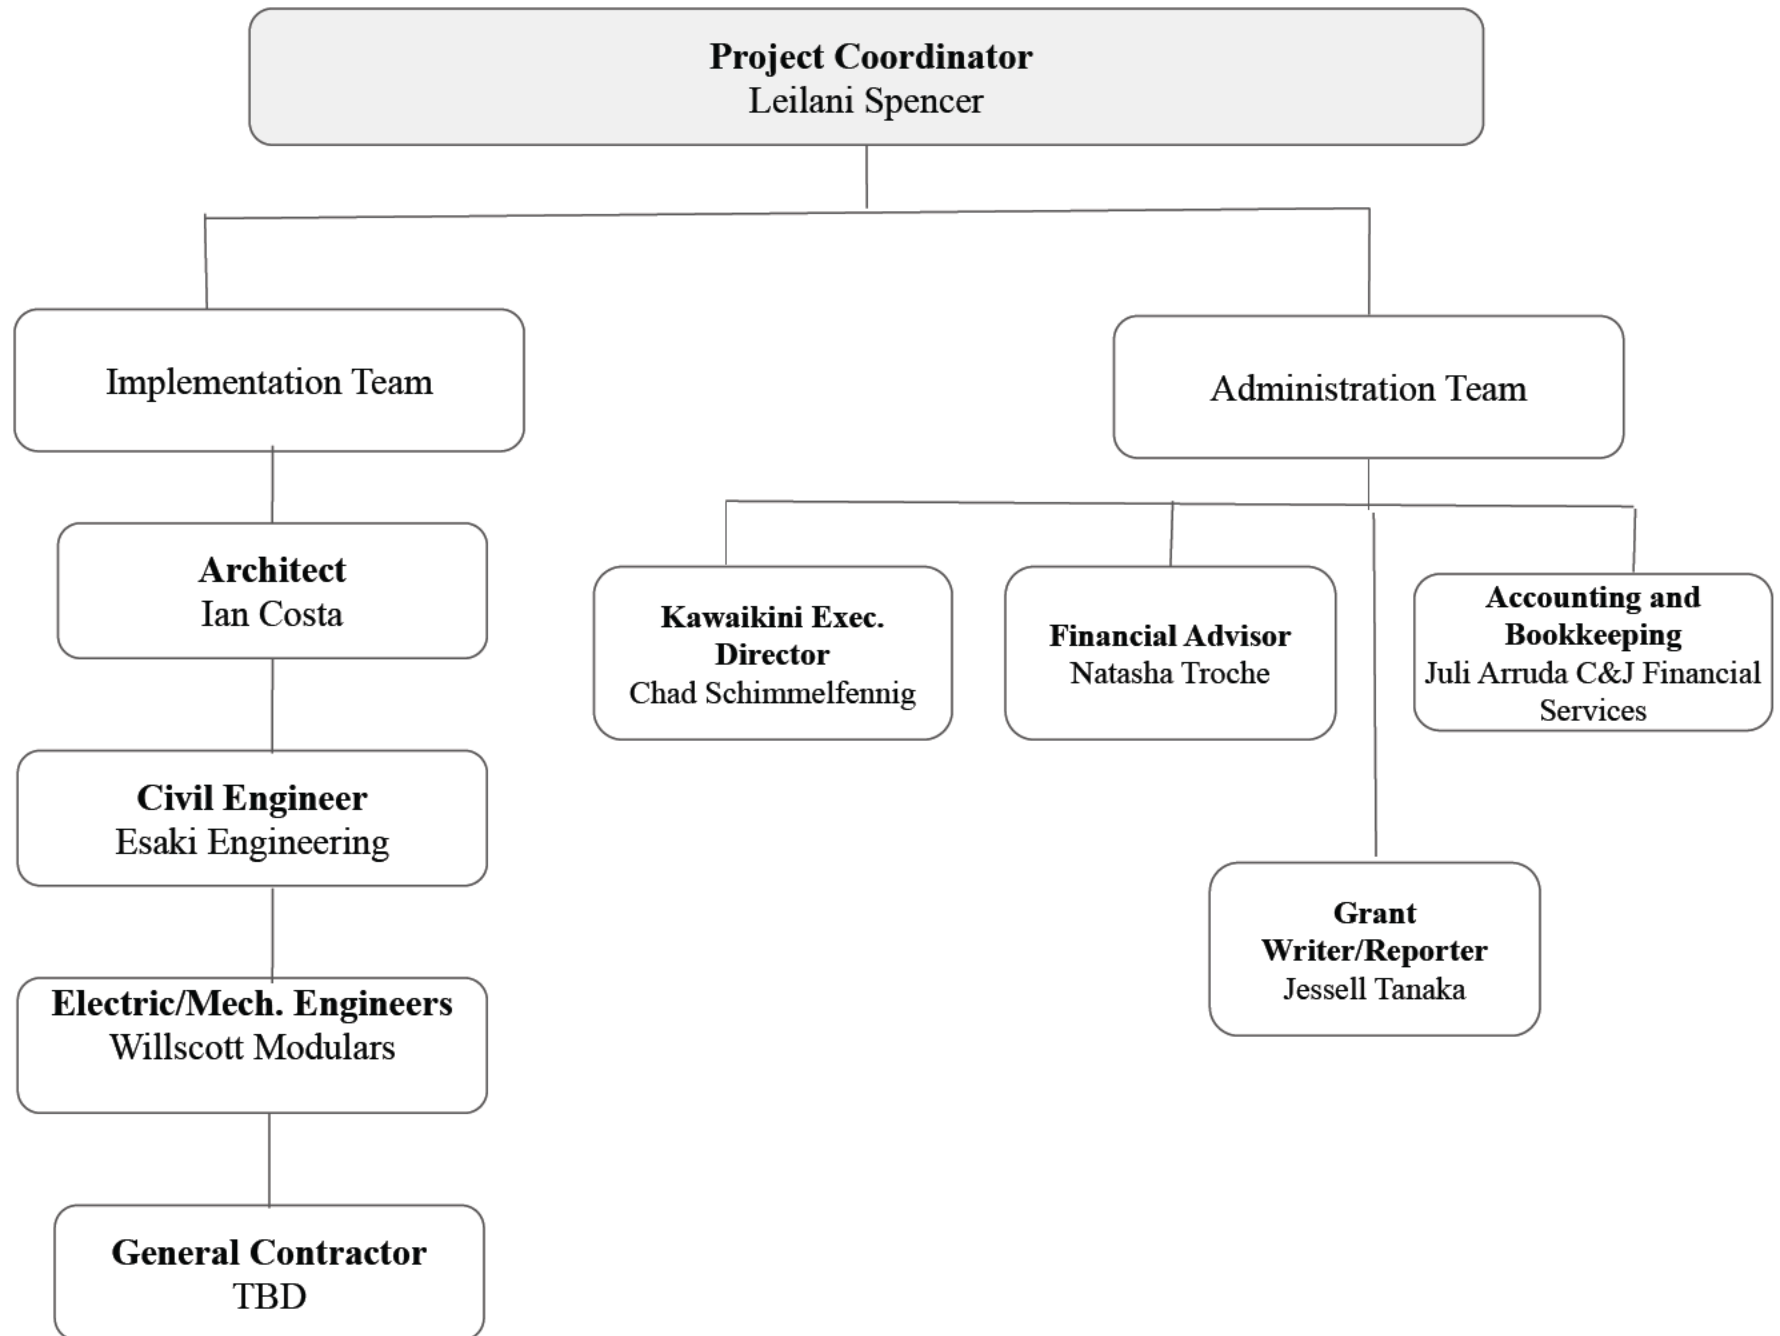 Project Coordinator
Leilani Spencer
Implementation Team
Administration Team
Architect
Ian Costa
Civil Engineer
Esaki Engineering
Electric/Mech. Engineers
Willscott Modulars
General Contractor
TBD
Kawaikini Exec.
Director
Chad Schimmelfennig
Financial Advisor
Natasha Troche
Accounting and
Bookkeeping
Juli Arruda C&J Financial
Services
Grant
Writer/Reporter
Jessell Tanaka